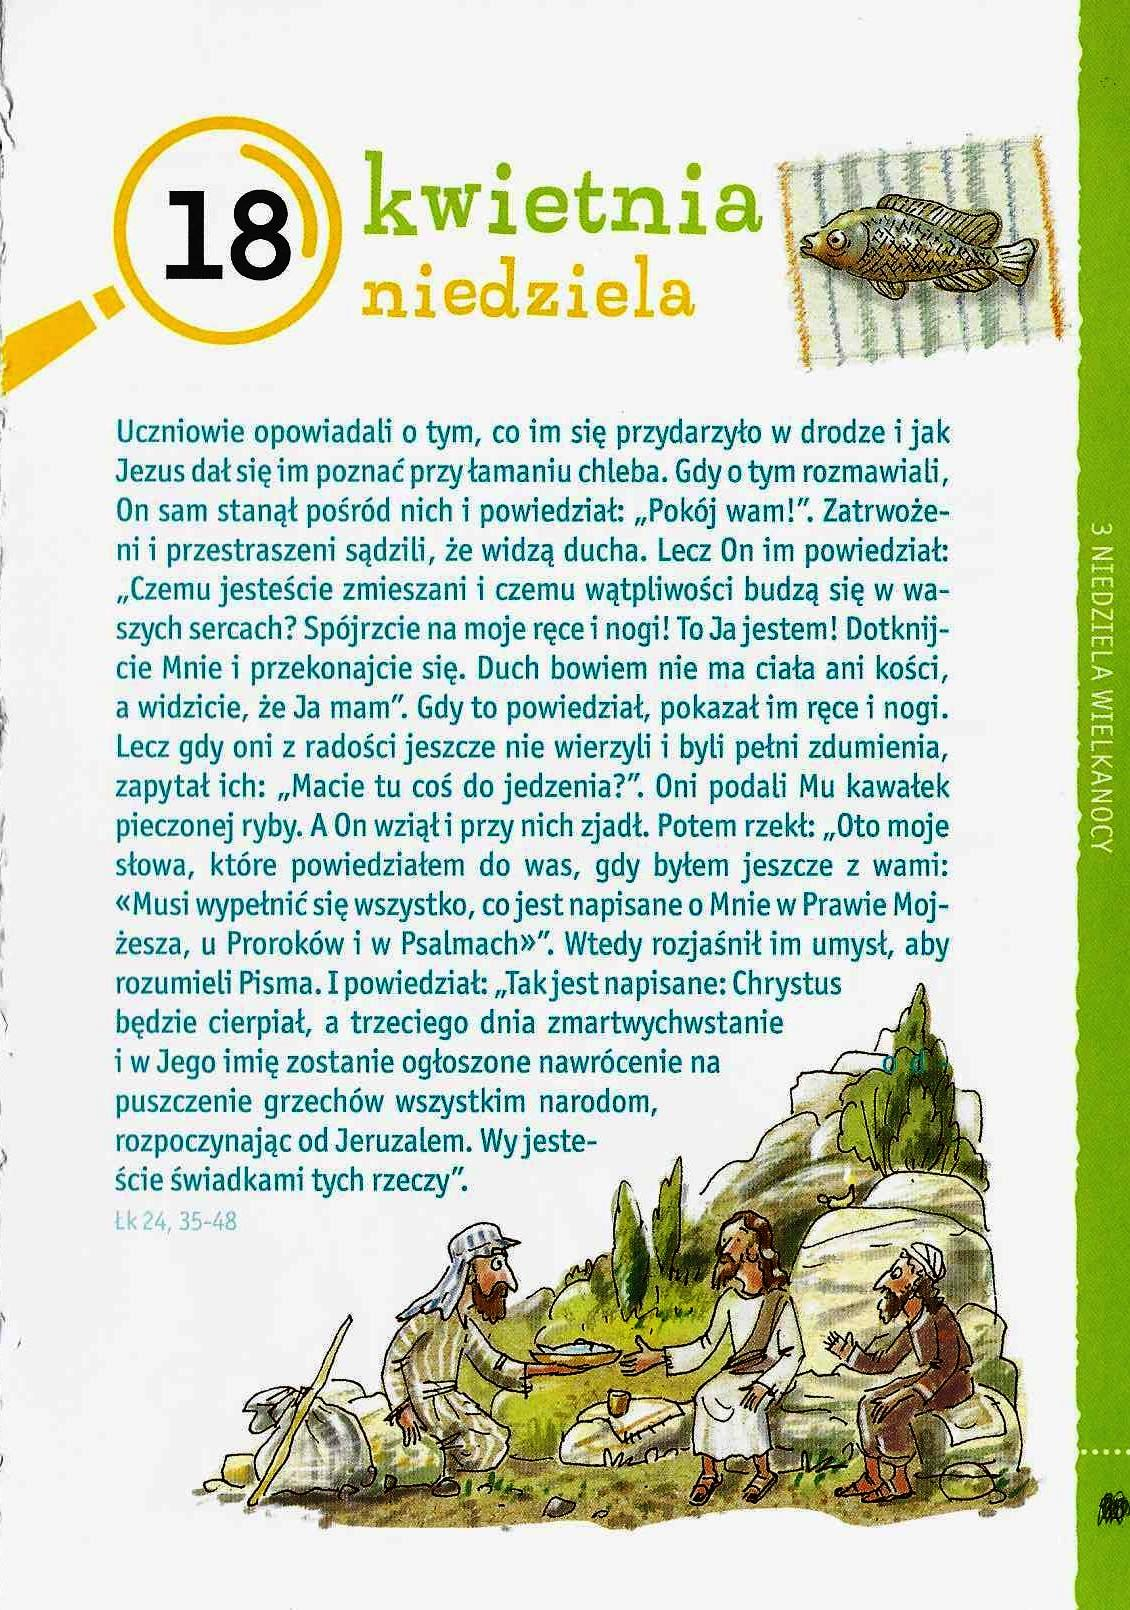 18
kwietnia
niedziela
Uczniowie opowiadali o tym, co im się przydarzyło w drodze i jak
Jezus dał się im poznać przy łamaniu chleba. Gdy o tym rozmawiali,
On sam stanął pośród nich i powiedział: „Pokój wam!”. Zatrwoże-
ni i przestraszeni sądzili, że widzą ducha. Lecz On im powiedział:
„Czemu jesteście zmieszani i czemu wątpliwości budzą się w wa-
szych sercach? Spójrzcie na moje ręce i nogi! To Ja jestem! Dotknij-
cie Mnie i przekonajcie się. Duch bowiem nie ma ciała ani kości,
a widzicie, że Ja mam”. Gdy to powiedział, pokazał im ręce i nogi.
Lecz gdy oni z radości jeszcze nie wierzyli i byli pełni zdumienia,
zapytał ich: „Macie tu coś do jedzenia?”. Oni podali Mu kawałek
pieczonej ryby. A On wziął i przy nich zjadł. Potem rzekł: „Oto moje
słowa, które powiedziałem do was, gdy byłem jeszcze z wami:
«Musi wypełnić się wszystko, co jest napisane o Mnie w Prawie Moj-
żesza, u Proroków i w Psalmach»”. Wtedy rozjaśnił im umysł, aby
rozumieli Pisma. I powiedział: „Tak jest napisane: Chrystus
będzie cierpiał, a trzeciego dnia zmartwychwstanie
i w Jego imię zostanie ogłoszone nawrócenie na od-
puszczenie grzechów wszystkim narodom,
rozpoczynając od Jeruzalem. Wy jeste-
ście świadkami tych rzeczy”.
Łk 24, 35-48
3 NIEDZIELA WIELKANOCY